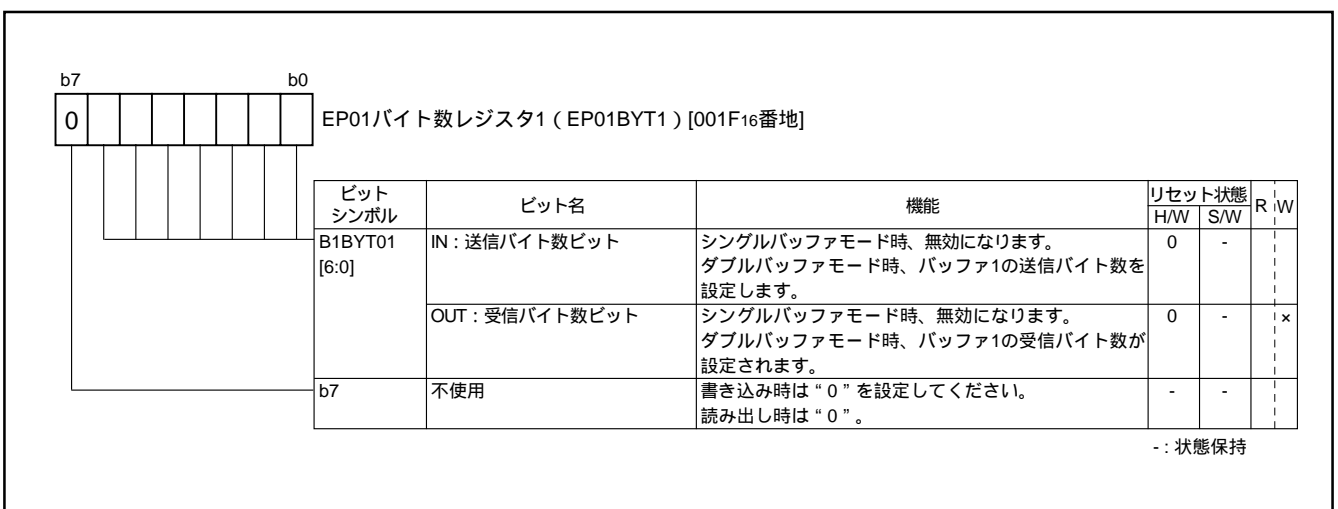 b7 b0
0
EP01バイト数レジスタ1(EP01BYT1)[001F16番地]
ビット
シンボル
ビット名
機能
リセット状態
H/W S/W
R W
B1BYT01
[6:0]
IN:送信バイト数ビット
シングルバッファモード時、無効になります。
ダブルバッファモード時、バッファ1の送信バイト数を
設定します。
0 -
OUT:受信バイト数ビット
シングルバッファモード時、無効になります。
ダブルバッファモード時、バッファ1の受信バイト数が
設定されます。
0 - ×
b7
不使用
書き込み時は“0”を設定してください。
読み出し時は“0”。
- -
-:状態保持